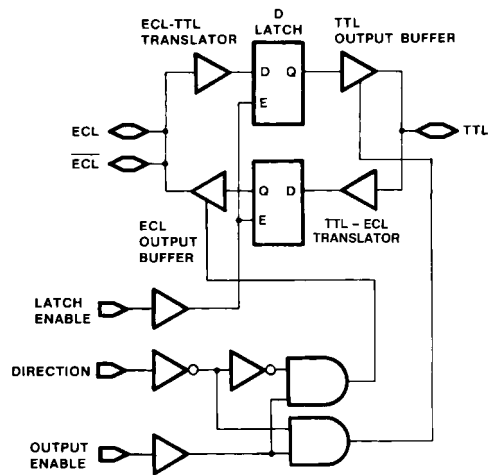 ECL-TTL
TRANSLATOR
D
LATCH
TTL
OUTPUT BUFFER
D Q
E
ECL
ECL
TTL
Q D
E
ECL
OUTPUT
BUFFER
TTL – ECL
TRANSLATOR
LATCH
ENABLE
DIRECTION
OUTPUT
ENABLE